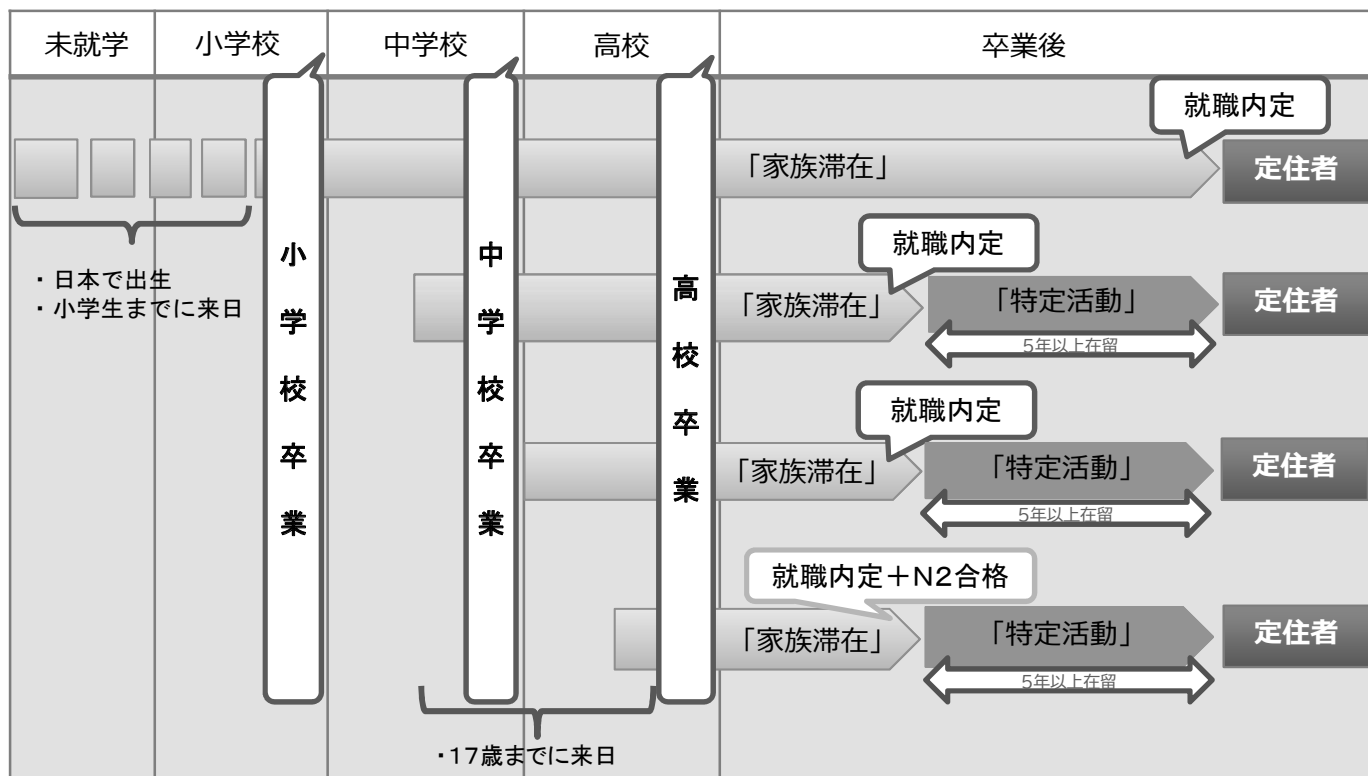 未就学
小学校
中学校
高校
卒業後
就職内定
「家族滞在」
定住者
・日本で出生
・小学生までに来日
小学校卒業
中学校卒業
高校卒業
就職内定
「家族滞在」
「特定活動」
定住者
5年以上在留
就職内定
「家族滞在」
「特定活動」
定住者
5年以上在留
就職内定＋N2合格
「家族滞在」
「特定活動」
定住者
5年以上在留
・17歳までに来日